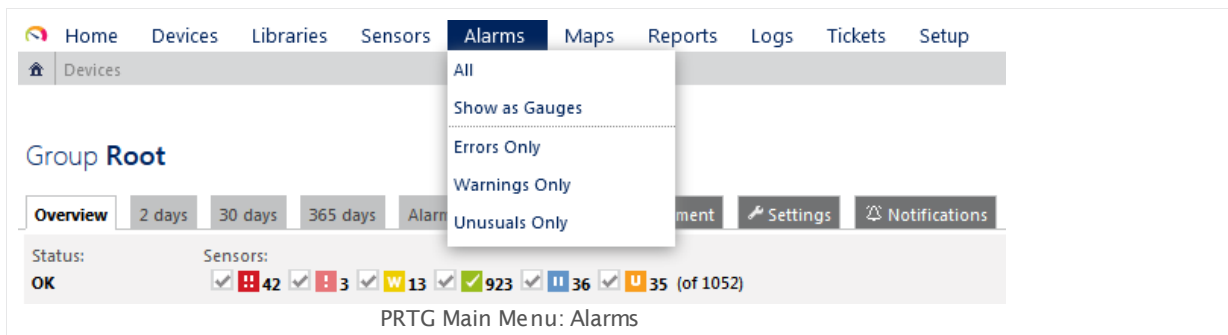 Home Devices Libraries Sensors Alarms Maps Reports Logs Tickets Setup
Devices
All
Show as Gauges
Errors Only
Warnings Only
Unusuals Only
Group Root
Overview 2 days 30 days 365 days Alarm ment Settings Notifications
Status: Sensors:
OK !! 42 ! 3 W 13 923 II 36 U 35 (of 1052)
PRTG Main Menu: Alarms